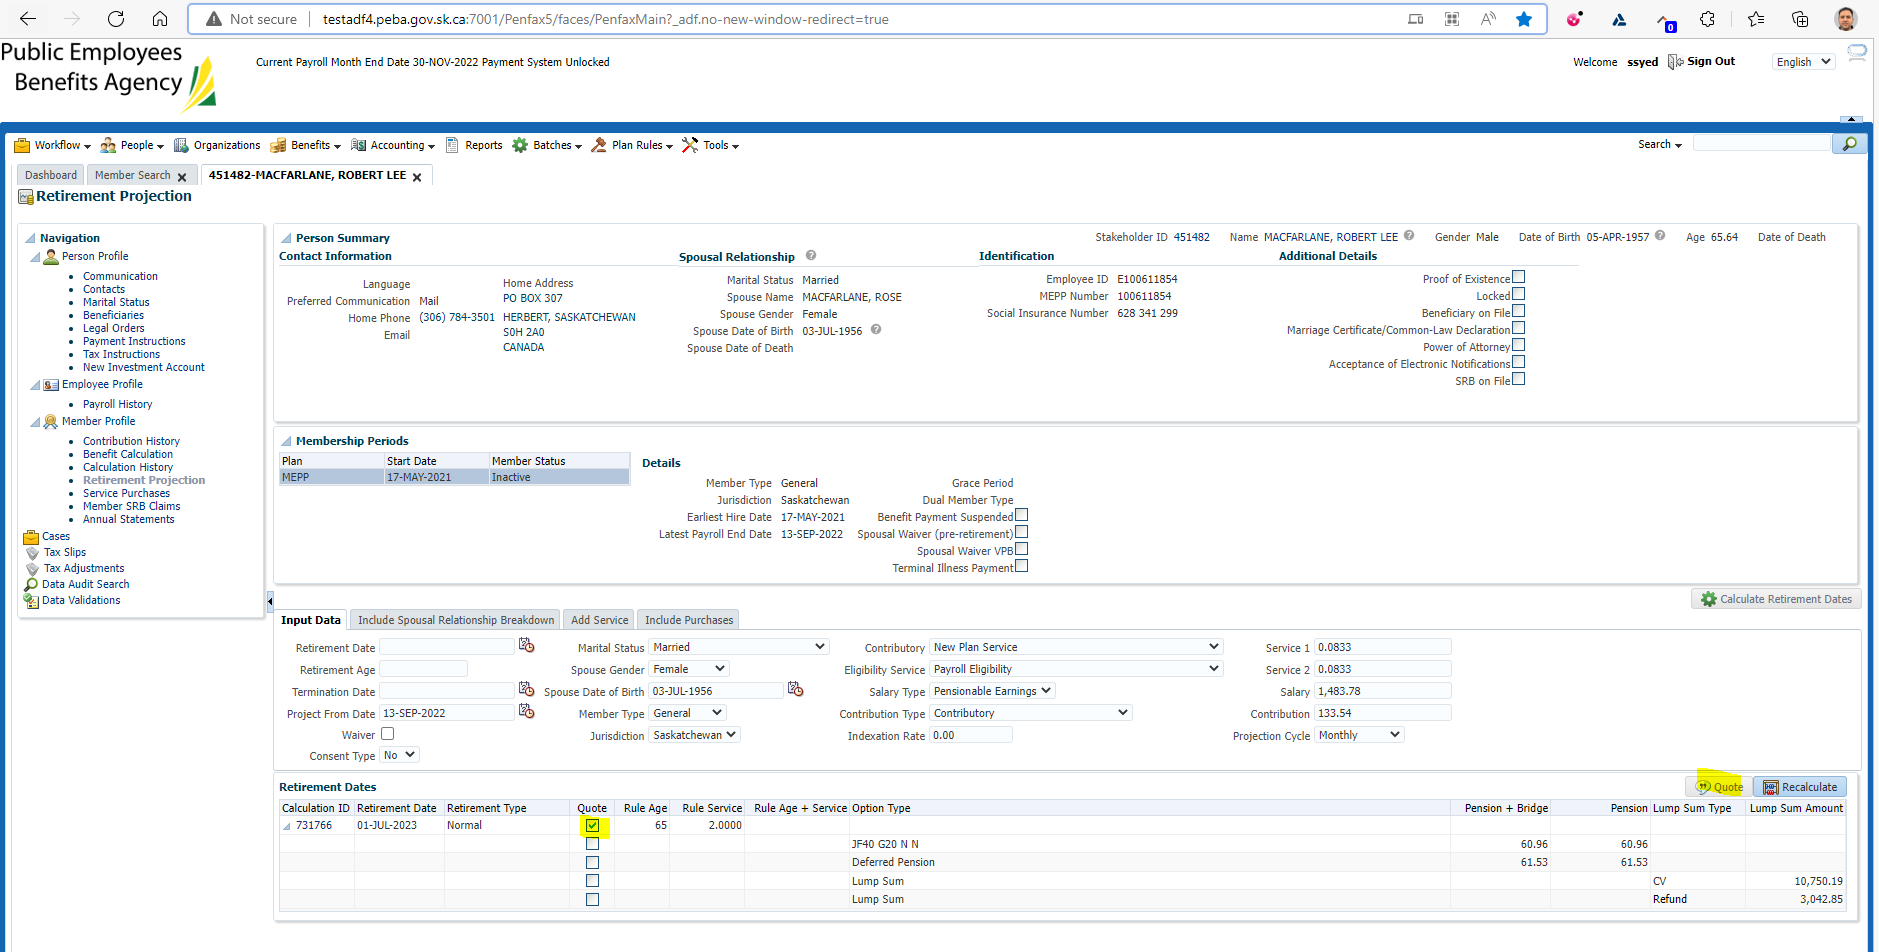 Not secure | testadf4.peba.gov.sk.ca:7001/Penfax5/faces/PenfaxMain?_adf.no-new-window-redirect=true
0
Public Employees
Benefits Agency
Current Payroll Month End Date 30-NOV-2022 Payment System Unlocked
Welcome ssyed Sign Out English
Workflow People Organizations Benefits Accounting Reports Batches Plan Rules Tools Search
Dashboard Member Search 451482-MACFARLANE, ROBERT LEE
Retirement Projection
Navigation
Person Profile
Communication
Contacts
Marital Status
Beneficiaries
Legal Orders
Payment Instructions
Tax Instructions
New Investment Account
Employee Profile
Payroll History
Member Profile
Contribution History
Benefit Calculation
Calculation History
Retirement Projection
Service Purchases
Member SRB Claims
Annual Statements
Cases
Tax Slips
Tax Adjustments
Data Audit Search
Data Validations
Person Summary
Stakeholder ID 451482 Name MACFARLANE, ROBERT LEE Gender Male Date of Birth 05-APR-1957 Age 65.64 Date of Death
Contact Information
Language
Preferred Communication Mail
Home Phone (306) 784-3501
Email
Home Address
PO BOX 307
HERBERT, SASKATCHEWAN
S0H 2A0
CANADA
Spousal Relationship
Marital Status Married
Spouse Name MACFARLANE, ROSE
Spouse Gender Female
Spouse Date of Birth 03-JUL-1956
Spouse Date of Death
Identification
Employee ID E100611854
MEPP Number 100611854
Social Insurance Number 628 341 299
Additional Details
Proof of Existence
Locked
Beneficiary on File
Marriage Certificate/Common-Law Declaration
Power of Attorney
Acceptance of Electronic Notifications
SRB on File
Membership Periods
Plan Start Date Member Status
MEPP 17-MAY-2021 Inactive
Details
Member Type General
Jurisdiction Saskatchewan
Earliest Hire Date 17-MAY-2021
Latest Payroll End Date 13-SEP-2022
Grace Period
Dual Member Type
Benefit Payment Suspended
Spousal Waiver (pre-retirement)
Spousal Waiver VPB
Terminal Illness Payment
Calculate Retirement Dates
Input Data Include Spousal Relationship Breakdown Add Service Include Purchases
Retirement Date
Retirement Age
Termination Date
Project From Date 13-SEP-2022
Waiver
Consent Type No
Marital Status Married
Spouse Gender Female
Spouse Date of Birth 03-JUL-1956
Member Type General
Jurisdiction Saskatchewan
Contributory New Plan Service
Eligibility Service Payroll Eligibility
Salary Type Pensionable Earnings
Contribution Type Contributory
Indexation Rate 0.00
Service 1 0.0833
Service 2 0.0833
Salary 1,483.78
Contribution 133.54
Projection Cycle Monthly
Retirement Dates
Quote Recalculate
Calculation ID Retirement Date Retirement Type Quote Rule Age Rule Service Rule Age + Service Option Type Pension + Bridge Pension Lump Sum Type Lump Sum Amount
731766 01-JUL-2023 Normal 65 2.0000
JF40 G20 N N 60.96 60.96
Deferred Pension 61.53 61.53
Lump Sum CV 10,750.19
Lump Sum Refund 3,042.85